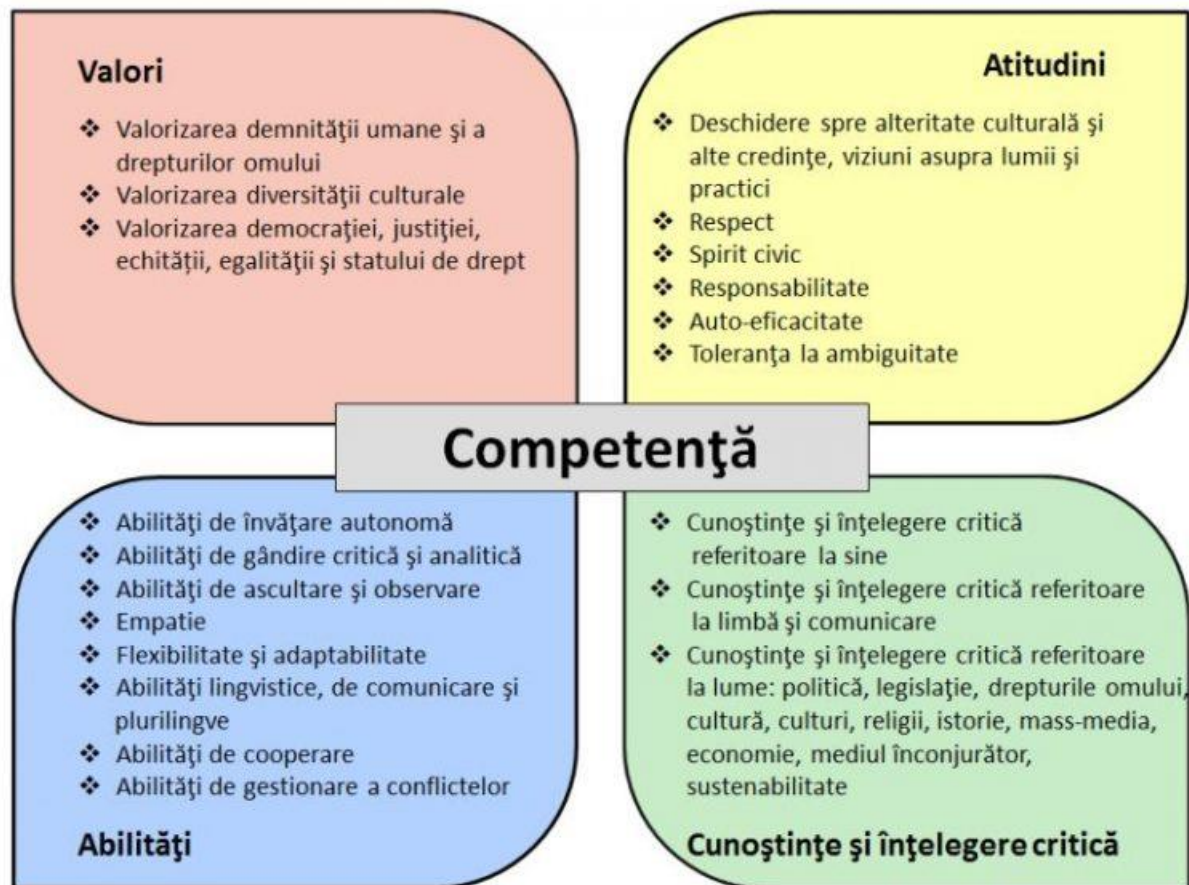 Valori
❖ Valorizarea demnităţii umane şi a
drepturilor omului
❖ Valorizarea diversităţii culturale
❖ Valorizarea democraţiei, justiţiei,
echității, egalităţii şi statului de drept
Atitudini
❖ Deschidere spre alteritate culturală şi
alte credinţe, viziuni asupra lumii şi
practici
❖ Respect
❖ Spirit civic
❖ Responsabilitate
❖ Auto-eficacitate
❖ Toleranţa la ambiguitate
Competenţă
❖ Abilităţi de învăţare autonomă
❖ Abilităţi de gândire critică şi analitică
❖ Abilităţi de ascultare şi observare
❖ Empatie
❖ Flexibilitate şi adaptabilitate
❖ Abilităţi lingvistice, de comunicare şi
plurilingve
❖ Abilităţi de cooperare
❖ Abilităţi de gestionare a conflictelor
Abilităţi
❖ Cunoştinţe şi înţelegere critică
referitoare la sine
❖ Cunoştinţe şi înţelegere critică referitoare
la limbă şi comunicare
❖ Cunoştinţe şi înţelegere critică referitoare
la lume: politică, legislaţie, drepturile omului,
cultură, culturi, religii, istorie, mass-media,
economie, mediul înconjurător,
sustenabilitate
Cunoştinţe şi înţelegere critică